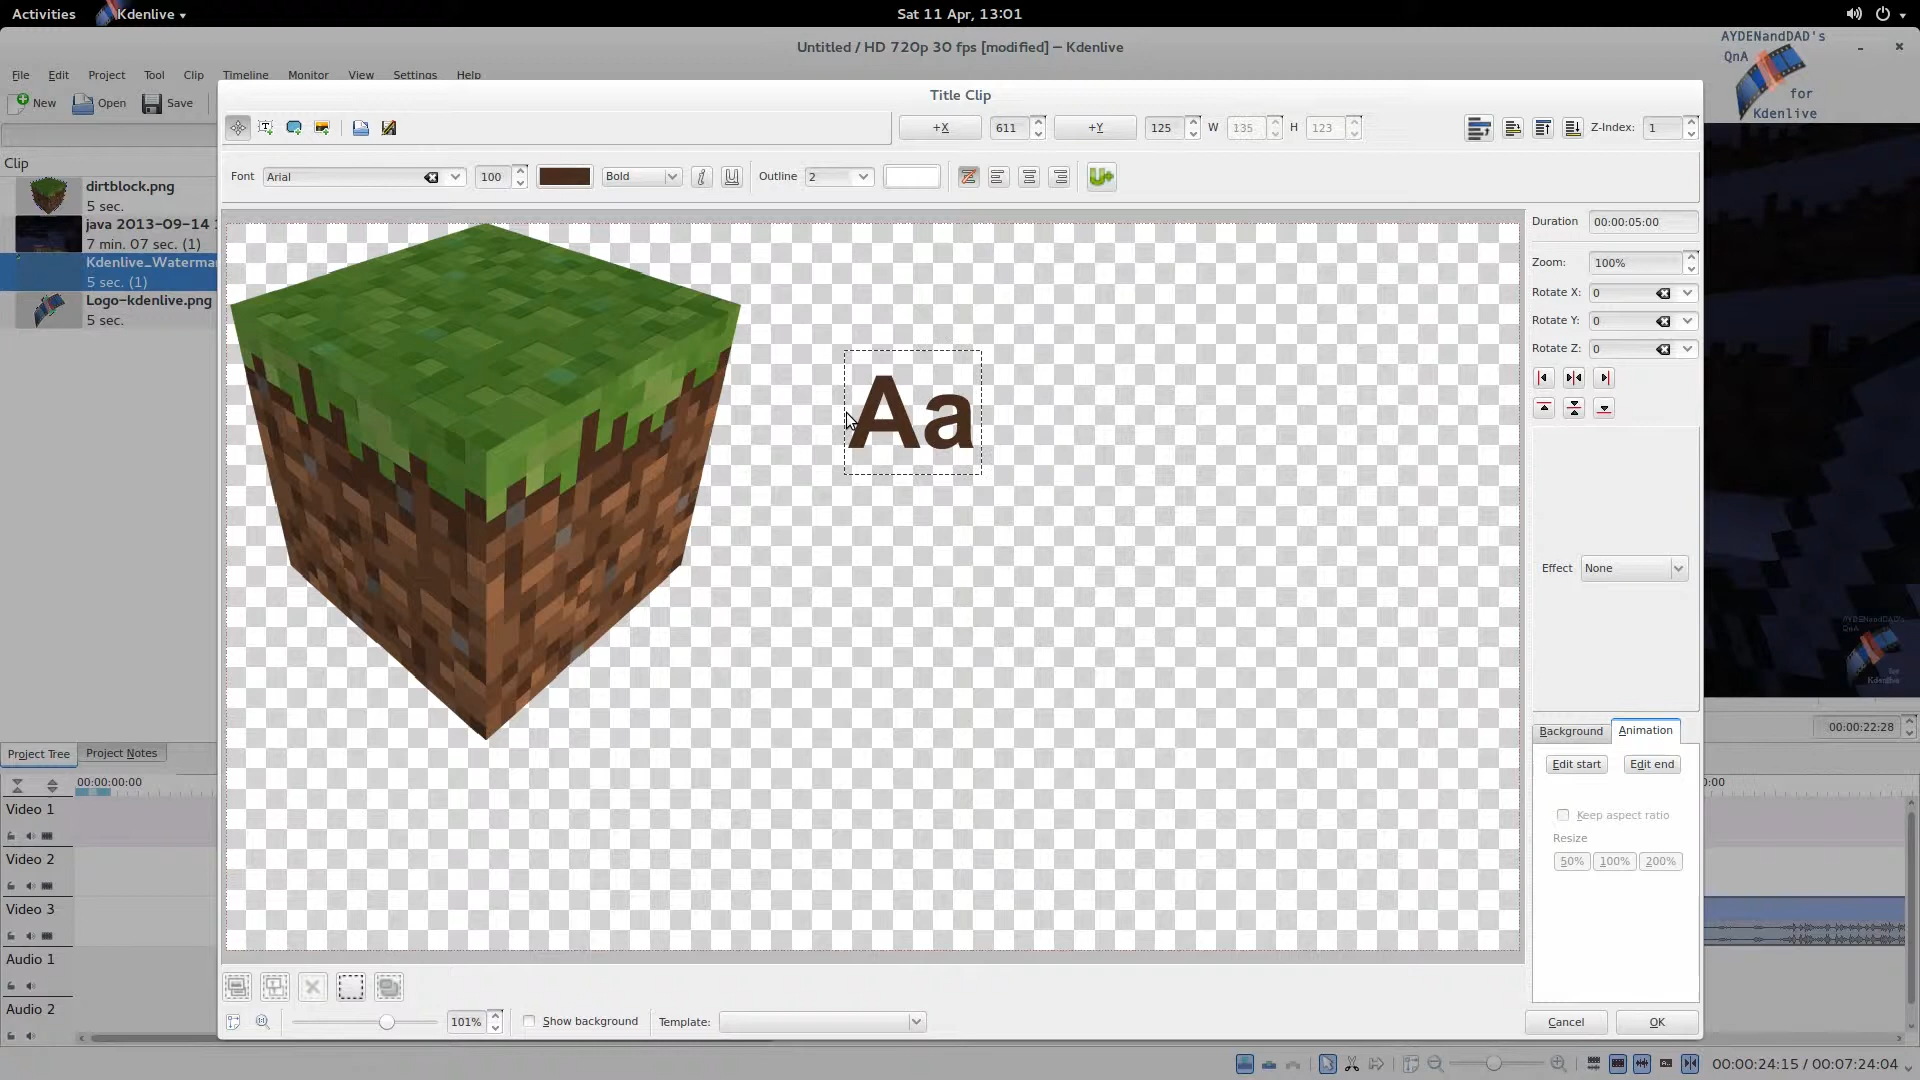 Activities
Kdenlive
Sat 11 Apr, 13:01
Untitled / HD 720p 30 fps [modified] — Kdenlive
AYDENandDAD's
QnA
for
Kdenlive
File Edit Project Tool Clip Timeline Monitor View Settings Help
New Open Save
Title Clip
+X 611 +Y 125 W 135 H 123 Z-Index: 1
Font Arial 100 Bold Outline 2
Clip
dirtblock.png
5 sec.
java 2013-09-14
7 min. 07 sec. (1)
Kdenlive_Waterma
5 sec. (1)
Logo-kdenlive.png
5 sec.
Aa
Duration 00:00:05:00
Zoom: 100%
Rotate X: 0
Rotate Y: 0
Rotate Z: 0
Effect None
AYDENandDAD's
QnA
for
Kdenlive
Background Animation
Edit start Edit end
Keep aspect ratio
Resize
50% 100% 200%
00:00:22:28
Project Tree Project Notes
00:00:00:00
:00
Video 1
Video 2
Video 3
Audio 1
Audio 2
101% Show background Template:
Cancel OK
00:00:24:15 / 00:07:24:04